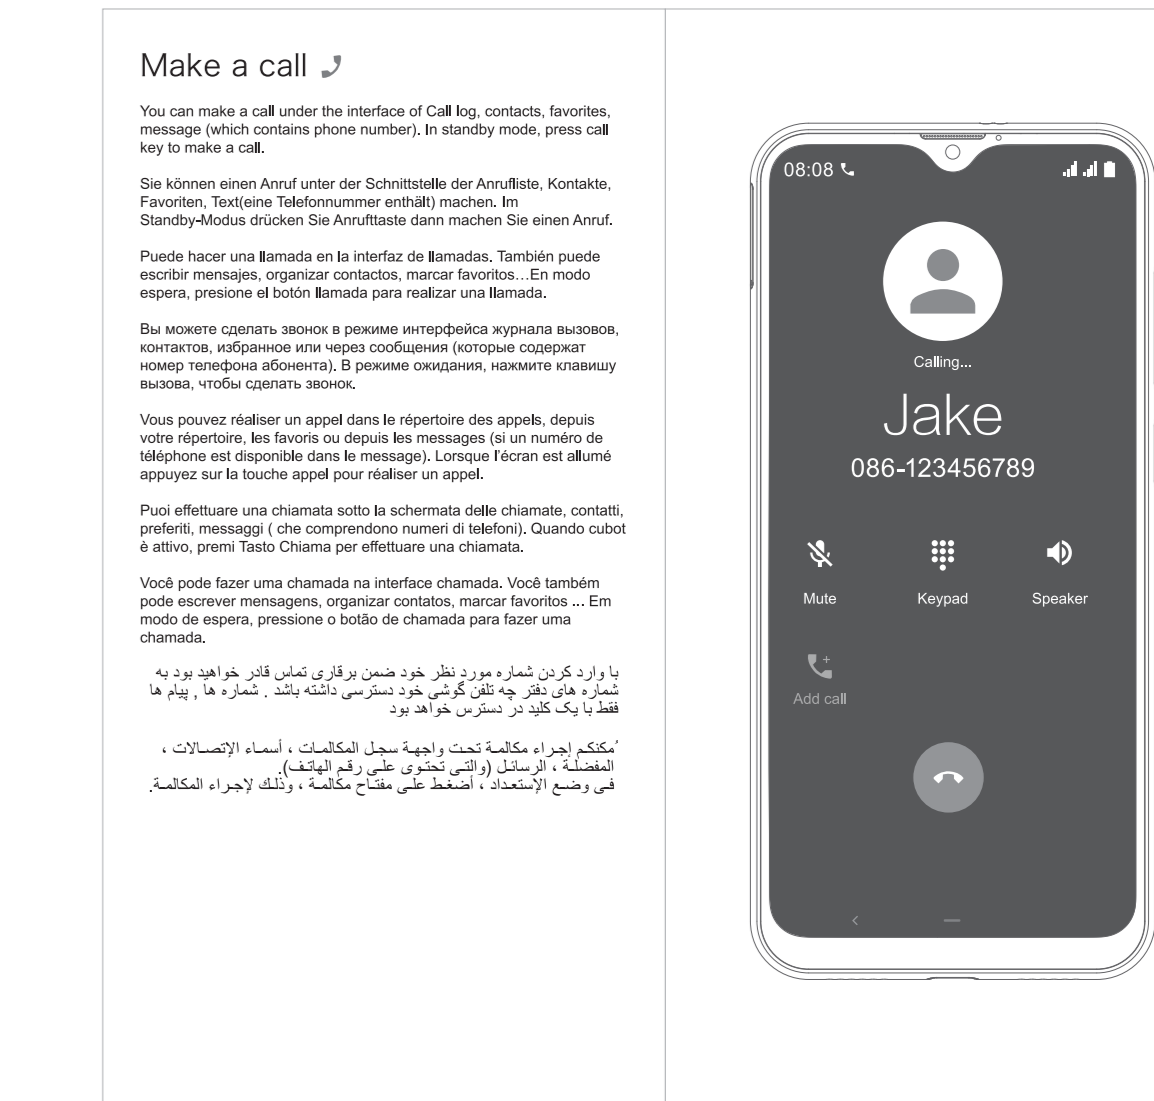 Make a call
You can make a call under the interface of Call log, contacts, favorites,
message (which contains phone number). In standby mode, press call
key to make a call.
Sie können einen Anruf unter der Schnittstelle der Anrufliste, Kontakte,
Favoriten, Text(eine Telefonnummer enthält) machen. Im
Standby-Modus drücken Sie Anrufttaste dann machen Sie einen Anruf.
Puede hacer una llamada en la interfaz de llamadas. También puede
escribir mensajes, organizar contactos, marcar favoritos…En modo
espera, presione el botón llamada para realizar una llamada.
Вы можете сделать звонок в режиме интерфейса журнала вызовов,
контактов, избранное или через сообщения (которые содержат
номер телефона абонента). В режиме ожидания, нажмите клавишу
вызова, чтобы сделать звонок.
Vous pouvez réaliser un appel dans le répertoire des appels, depuis
votre répertoire, les favoris ou depuis les messages (si un numéro de
téléphone est disponible dans le message). Lorsque l'écran est allumé
appuyez sur la touche appel pour réaliser un appel.
Puoi effettuare una chiamata sotto la schermata delle chiamate, contatti,
preferiti, messaggi ( che comprendono numeri di telefoni). Quando cubot
è attivo, premi Tasto Chiama per effettuare una chiamata.
Você pode fazer uma chamada na interface chamada. Você também
pode escrever mensagens, organizar contatos, marcar favoritos ... Em
modo de espera, pressione o botão de chamada para fazer uma
chamada.
با وارد کردن شماره مورد نظر خود ضمن برقاری تماس قادر خواهید بود به
شماره های دفتر چه تلفن گوشی خود دسترسی داشته باشد . شماره ها , پیام ها
فقط با یک کلید در دسترس خواهد بود
ُمكنكم إجراء مكالمة تحت واجهة سجل المكالمات ، أسماء الإتصالات ،
المفضلة ، الرسائل (والتى تحتوى على رقم الهاتف).
فى وضع الإستعداد ، أضغط على مفتاح مكالمة ، وذلك لإجراء المكالمة.
08:08
Calling...
Jake
086-123456789
Mute
Keypad
Speaker
Add call